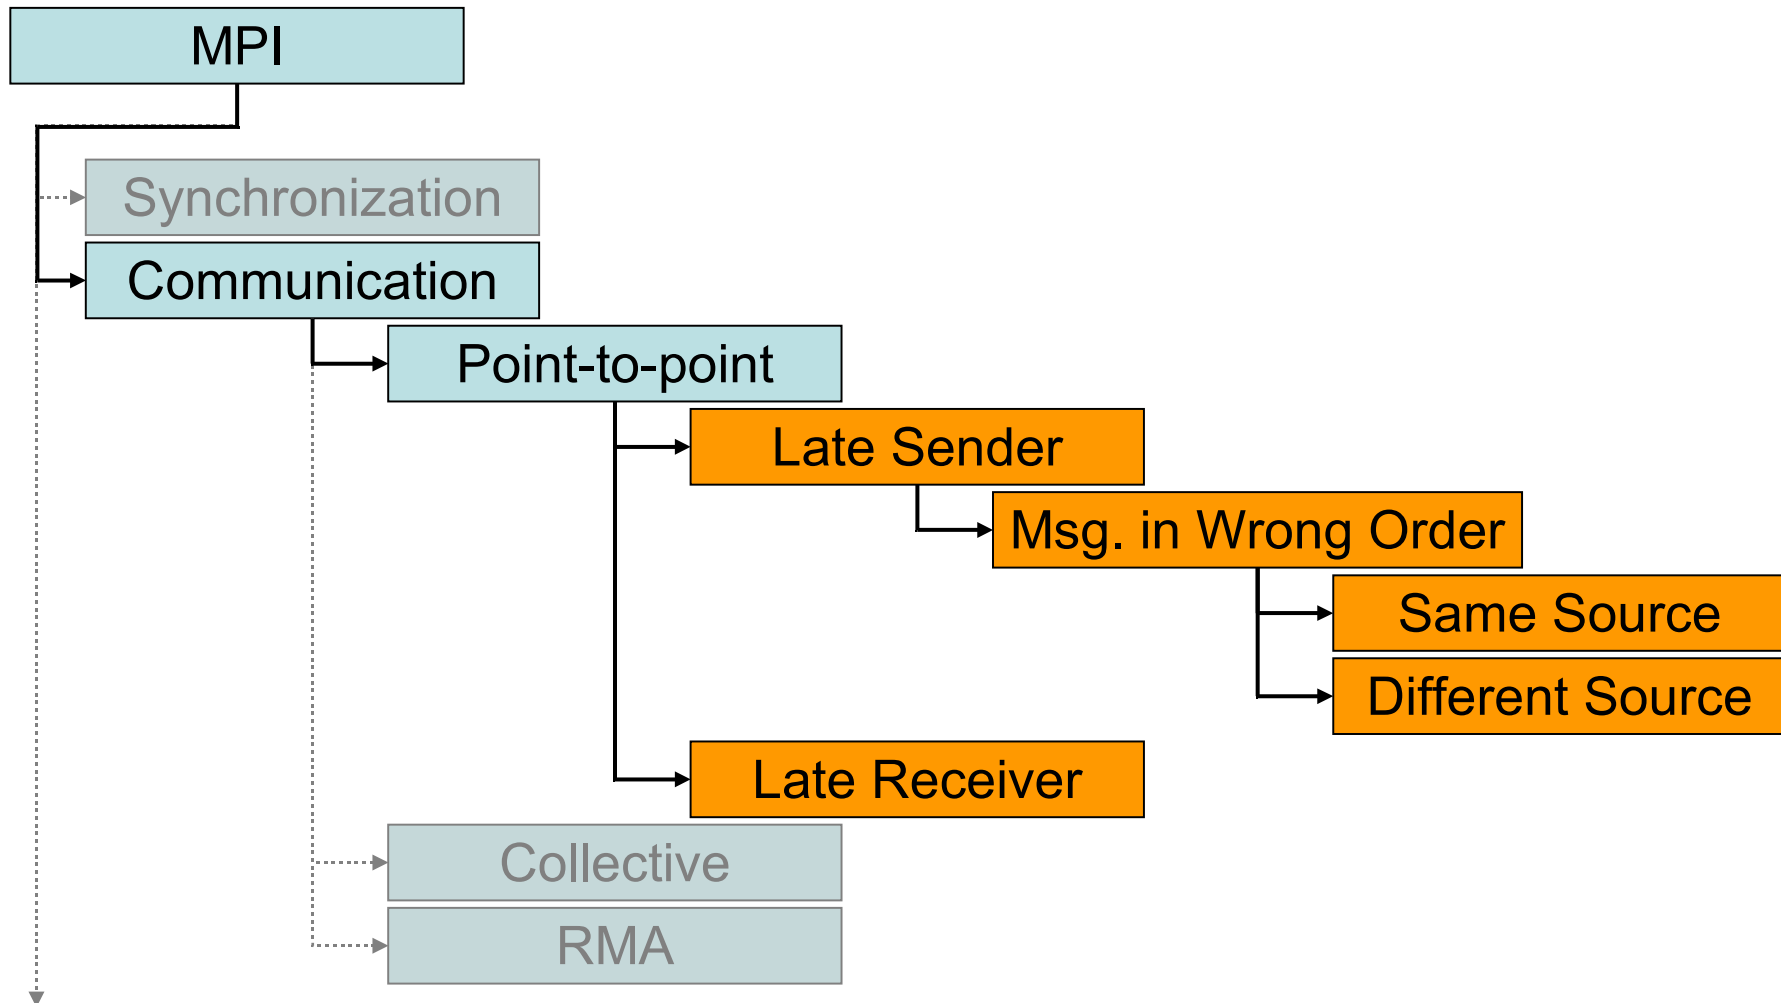 MPI
Synchronization
Communication
Point-to-point
Late Sender
Msg. in Wrong Order
Same Source
Different Source
Late Receiver
Collective
RMA